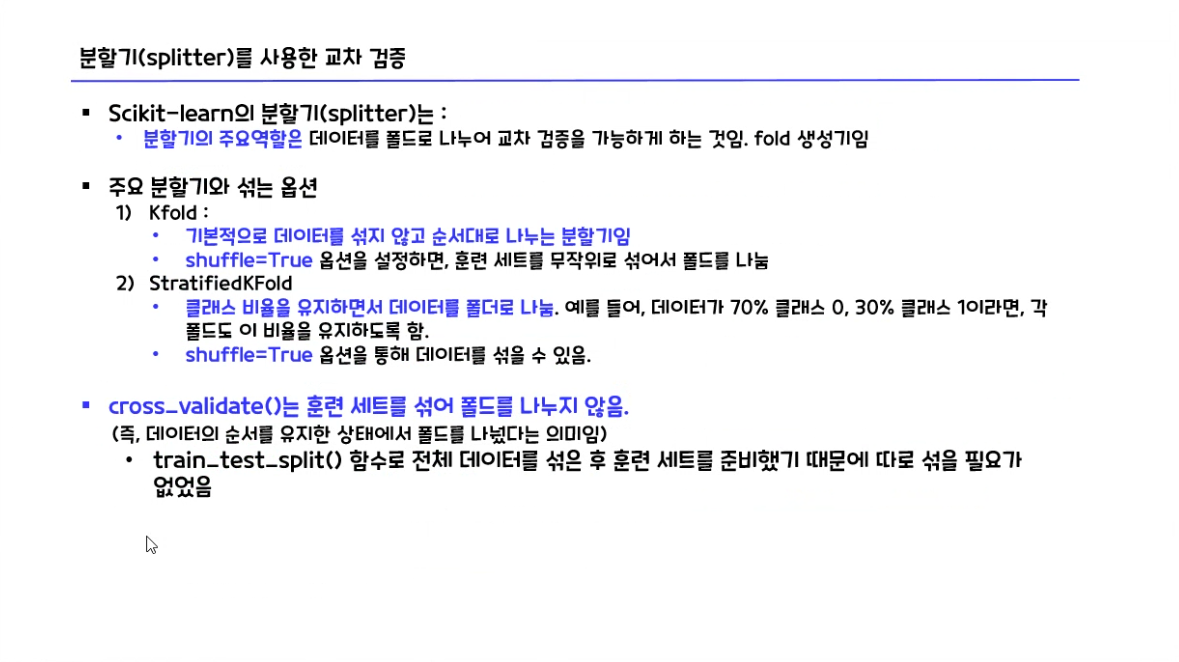 분할기(splitter)를 사용한 교차 검증
▪ Scikit-learn의 분할기(splitter)는 :
• 분할기의 주요역할은 데이터를 폴드로 나누어 교차 검증을 가능하게 하는 것임. fold 생성기임
▪ 주요 분할기와 섞는 옵션
1) Kfold :
• 기본적으로 데이터를 섞지 않고 순서대로 나누는 분할기임
• shuffle=True 옵션을 설정하면, 훈련 세트를 무작위로 섞어서 폴드를 나눔
2) StratifiedKFold
• 클래스 비율을 유지하면서 데이터를 폴더로 나눔. 예를 들어, 데이터가 70% 클래스 0, 30% 클래스 1이라면, 각
폴드도 이 비율을 유지하도록 함.
• shuffle=True 옵션을 통해 데이터를 섞을 수 있음.
▪ cross_validate()는 훈련 세트를 섞어 폴드를 나누지 않음.
(즉, 데이터의 순서를 유지한 상태에서 폴드를 나눴다는 의미임)
• train_test_split() 함수로 전체 데이터를 섞은 후 훈련 세트를 준비했기 때문에 따로 섞을 필요가
없었음